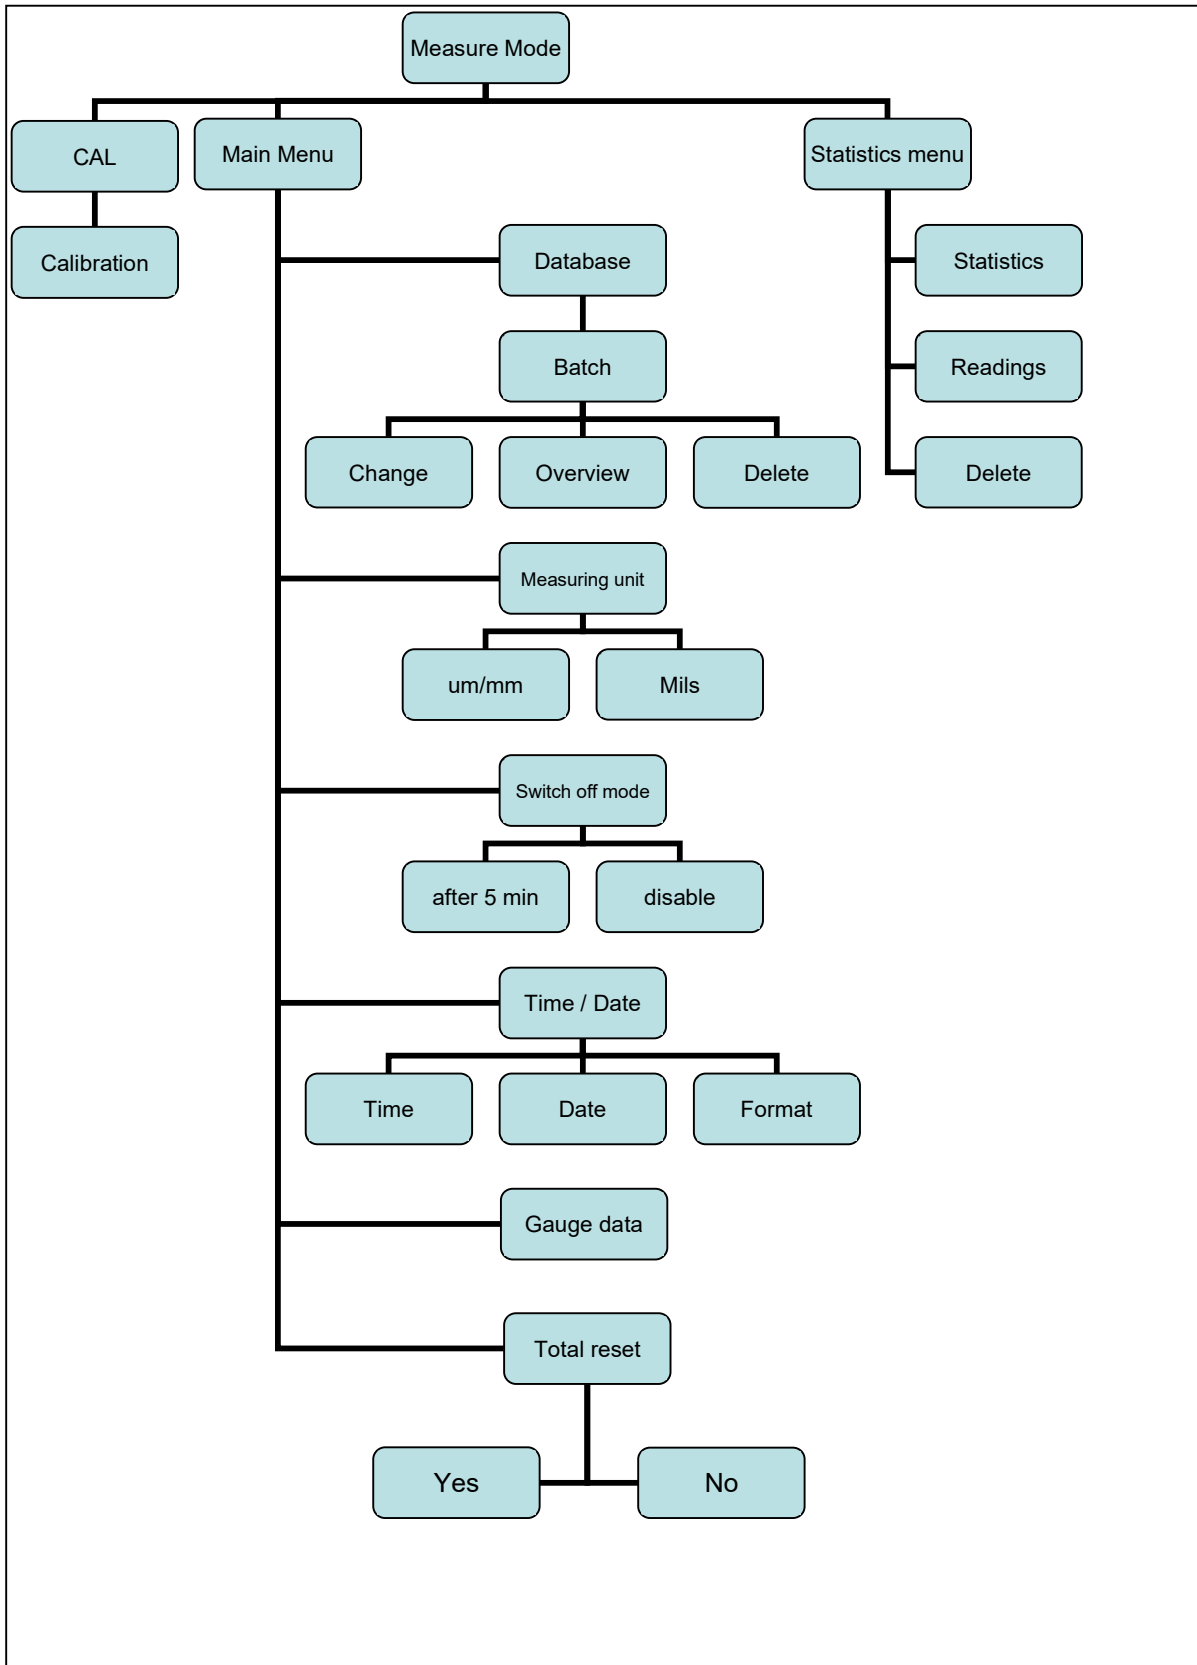 Measure Mode
CAL
Main Menu
Statistics menu
Calibration
Database
Statistics
Batch
Readings
Change
Overview
Delete
Delete
Measuring unit
um/mm
Mils
Switch off mode
after 5 min
disable
Time / Date
Time
Date
Format
Gauge data
Total reset
Yes
No